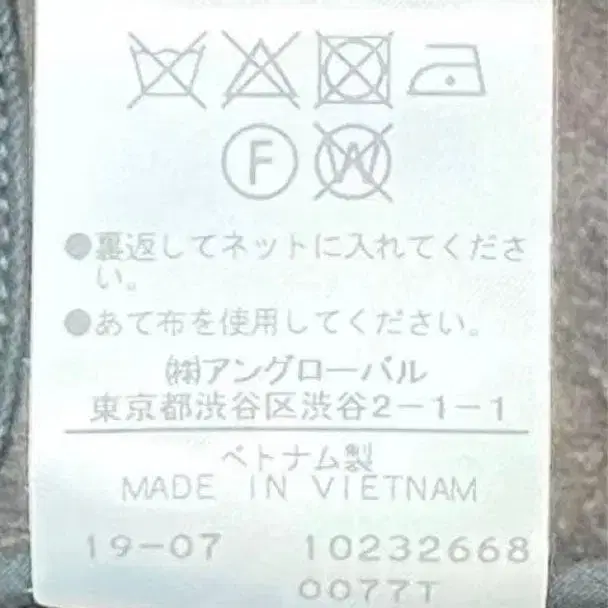 F W
●裏返してネットに入れてくださ
い。
●あて布を使用してください。
㈱アングローバル
東京都渋谷区渋谷2-1-1
ベトナム製
MADE IN VIETNAM
19-07 10232668
0077T